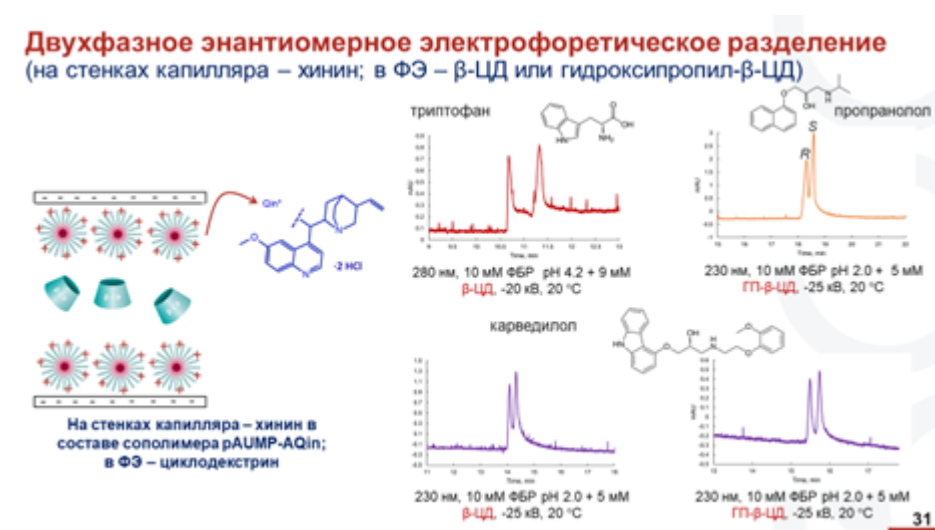 Двухфазное энантиомерное электрофоретическое разделение
(на стенках капилляра – хинин; в ФЭ – β-ЦД или гидроксипропил-β-ЦД)
триптофан
пропранолол
S
R
Qin*
·2 HCl
280 нм, 10 мМ ФБР pH 4.2 + 9 мМ
β-ЦД, -20 кВ, 20 °C
230 нм, 10 мМ ФБР pH 2.0 + 5 мМ
ГП-β-ЦД, -25 кВ, 20 °C
карведилол
На стенках капилляра – хинин в
составе сополимера pAUMP-AQin;
в ФЭ – циклодекстрин
230 нм, 10 мМ ФБР pH 2.0 + 5 мМ
β-ЦД, -25 кВ, 20 °C
230 нм, 10 мМ ФБР pH 2.0 + 5 мМ
ГП-β-ЦД, -25 кВ, 20 °C
31